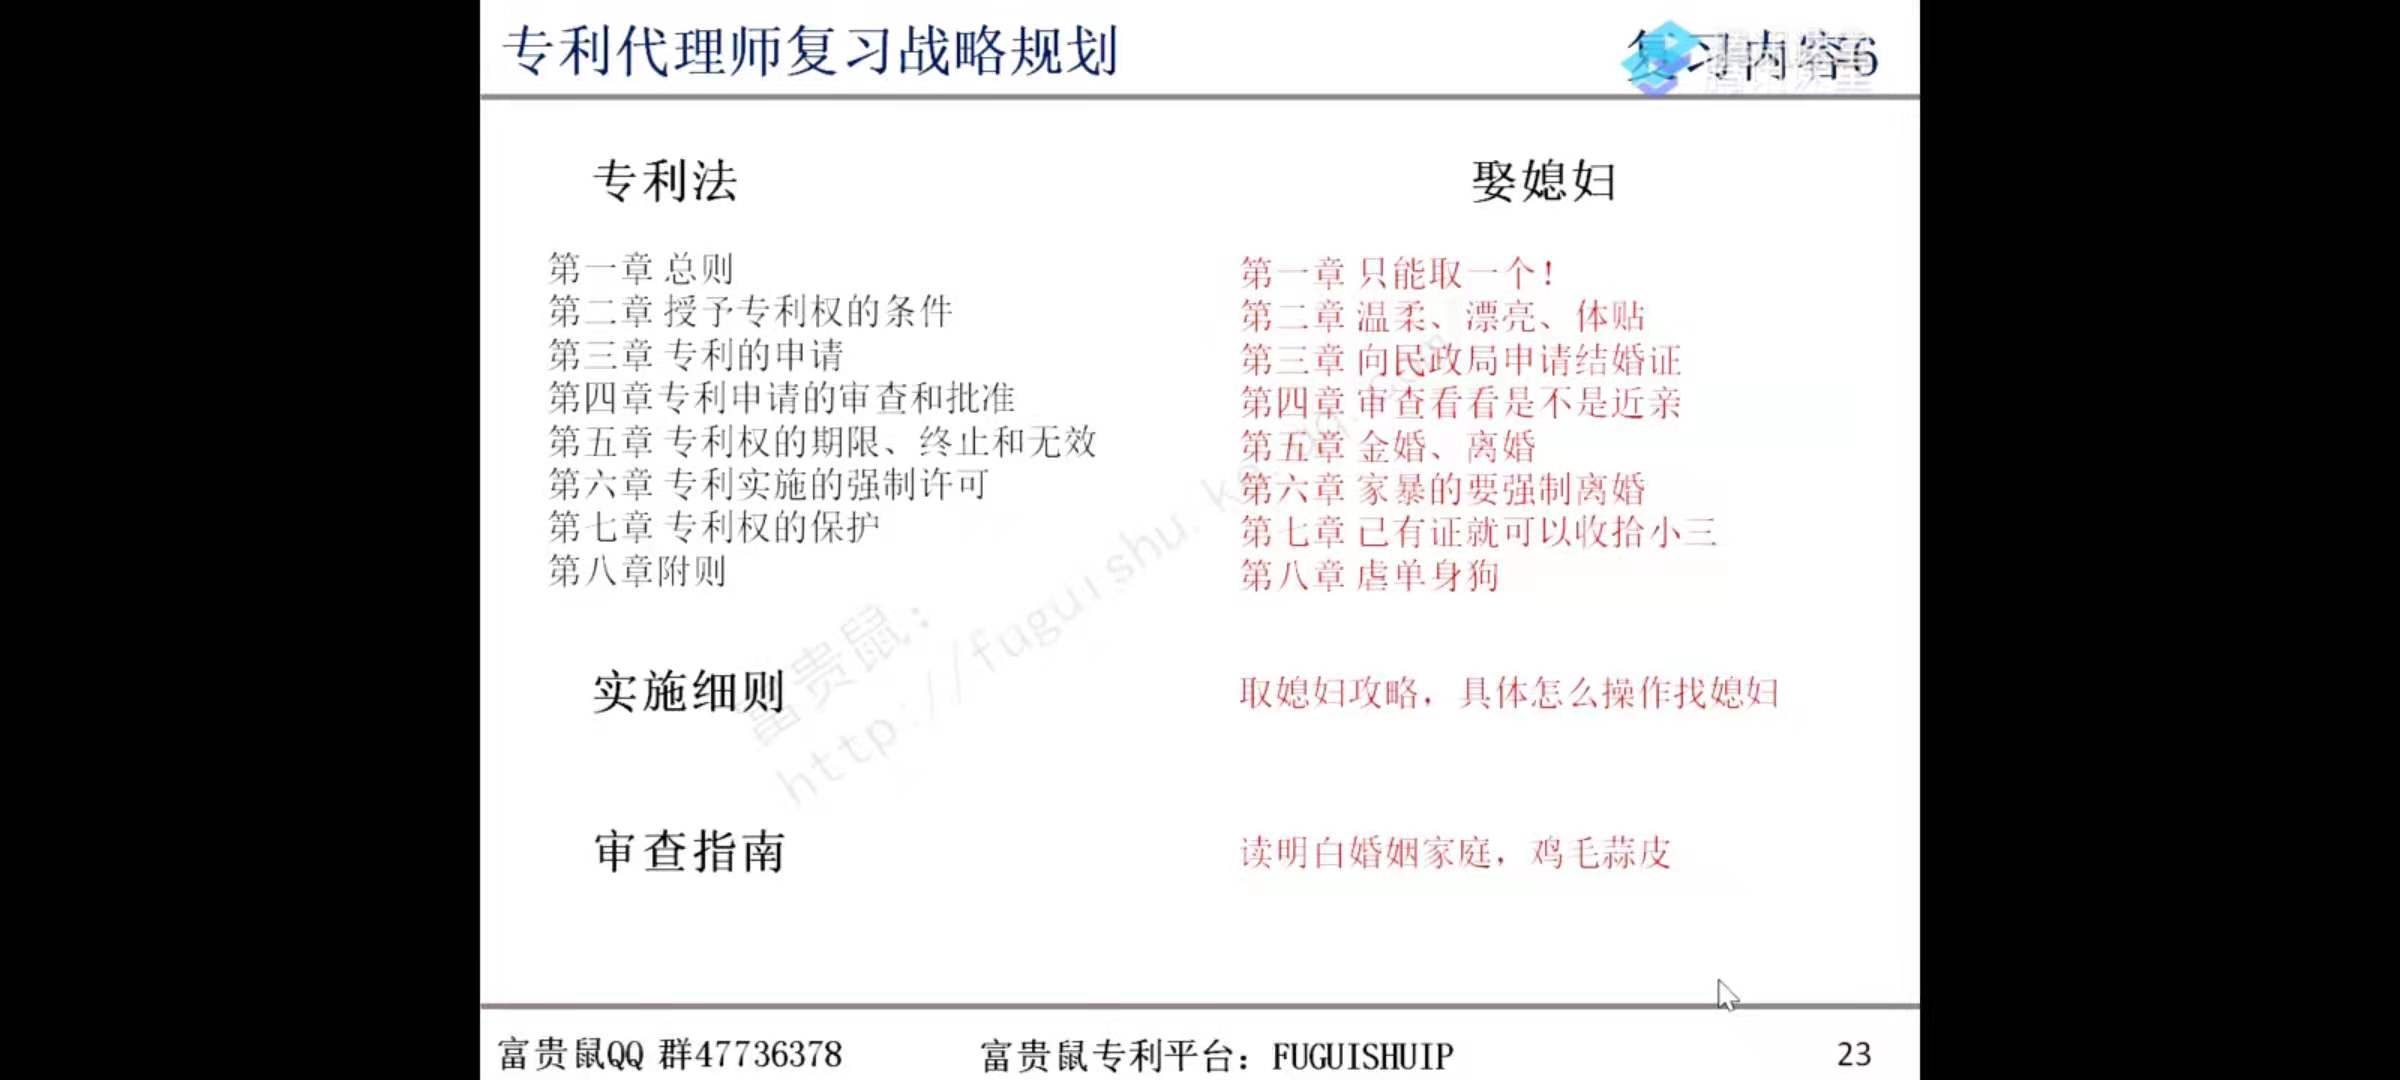 专利代理师复习战略规划
复习内容6
专利法
娶媳妇
第一章 总则
第二章 授予专利权的条件
第三章 专利的申请
第四章专利申请的审查和批准
第五章 专利权的期限、终止和无效
第六章 专利实施的强制许可
第七章 专利权的保护
第八章附则
第一章 只能取一个！
第二章 温柔、漂亮、体贴
第三章 向民政局申请结婚证
第四章 审查看看是不是近亲
第五章 金婚、离婚
第六章 家暴的要强制离婚
第七章 已有证就可以收拾小三
第八章 虐单身狗
实施细则
取媳妇攻略，具体怎么操作找媳妇
审查指南
读明白婚姻家庭，鸡毛蒜皮
富贵鼠：
http://fuguishu.ke.qq.com
富贵鼠QQ 群47736378
富贵鼠专利平台：FUGUISHUIP
23